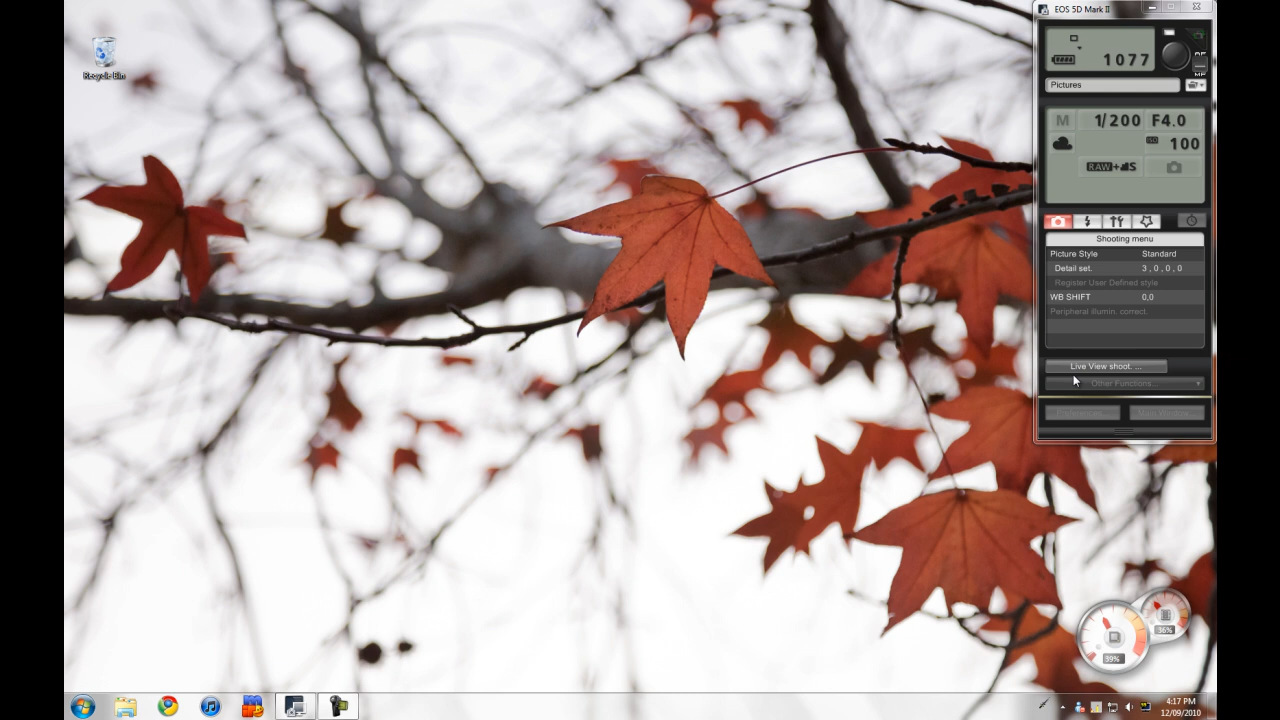 Recycle Bin
EOS 5D Mark II
1077
Pictures
M 1/200 F4.0
ISO 100
RAW+S
Shooting menu
Picture Style Standard
Detail set. 3 , 0 , 0 , 0
Register User Defined style
WB SHIFT 0,0
Peripheral illumin. correct.
Live View shoot. ...
Other Functions...
Preferences... Main Window...
36%
39%
4:17 PM
12/09/2010